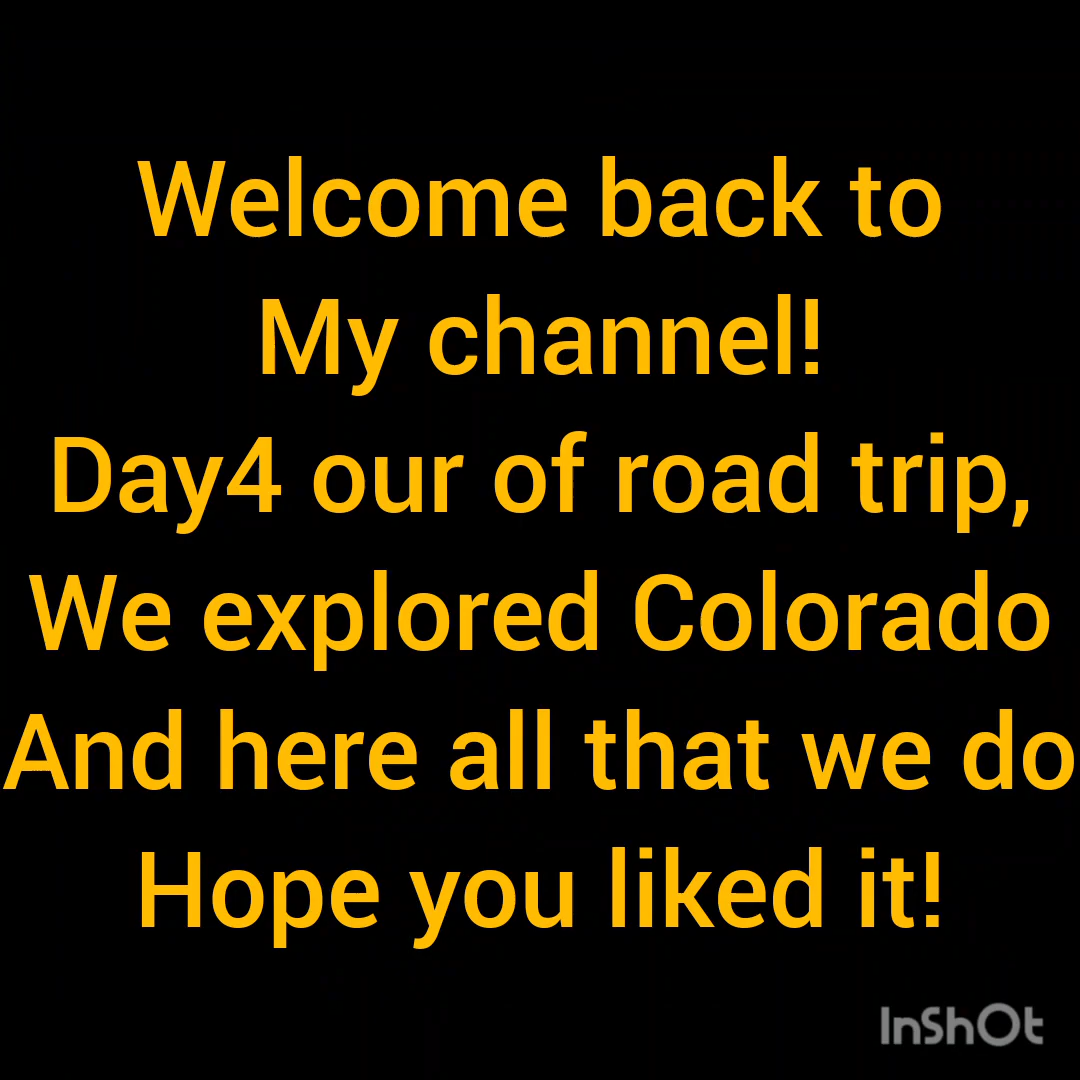 Welcome back to
My channel!
Day4 our of road trip,
We explored Colorado
And here all that we do
Hope you liked it!
InShOt